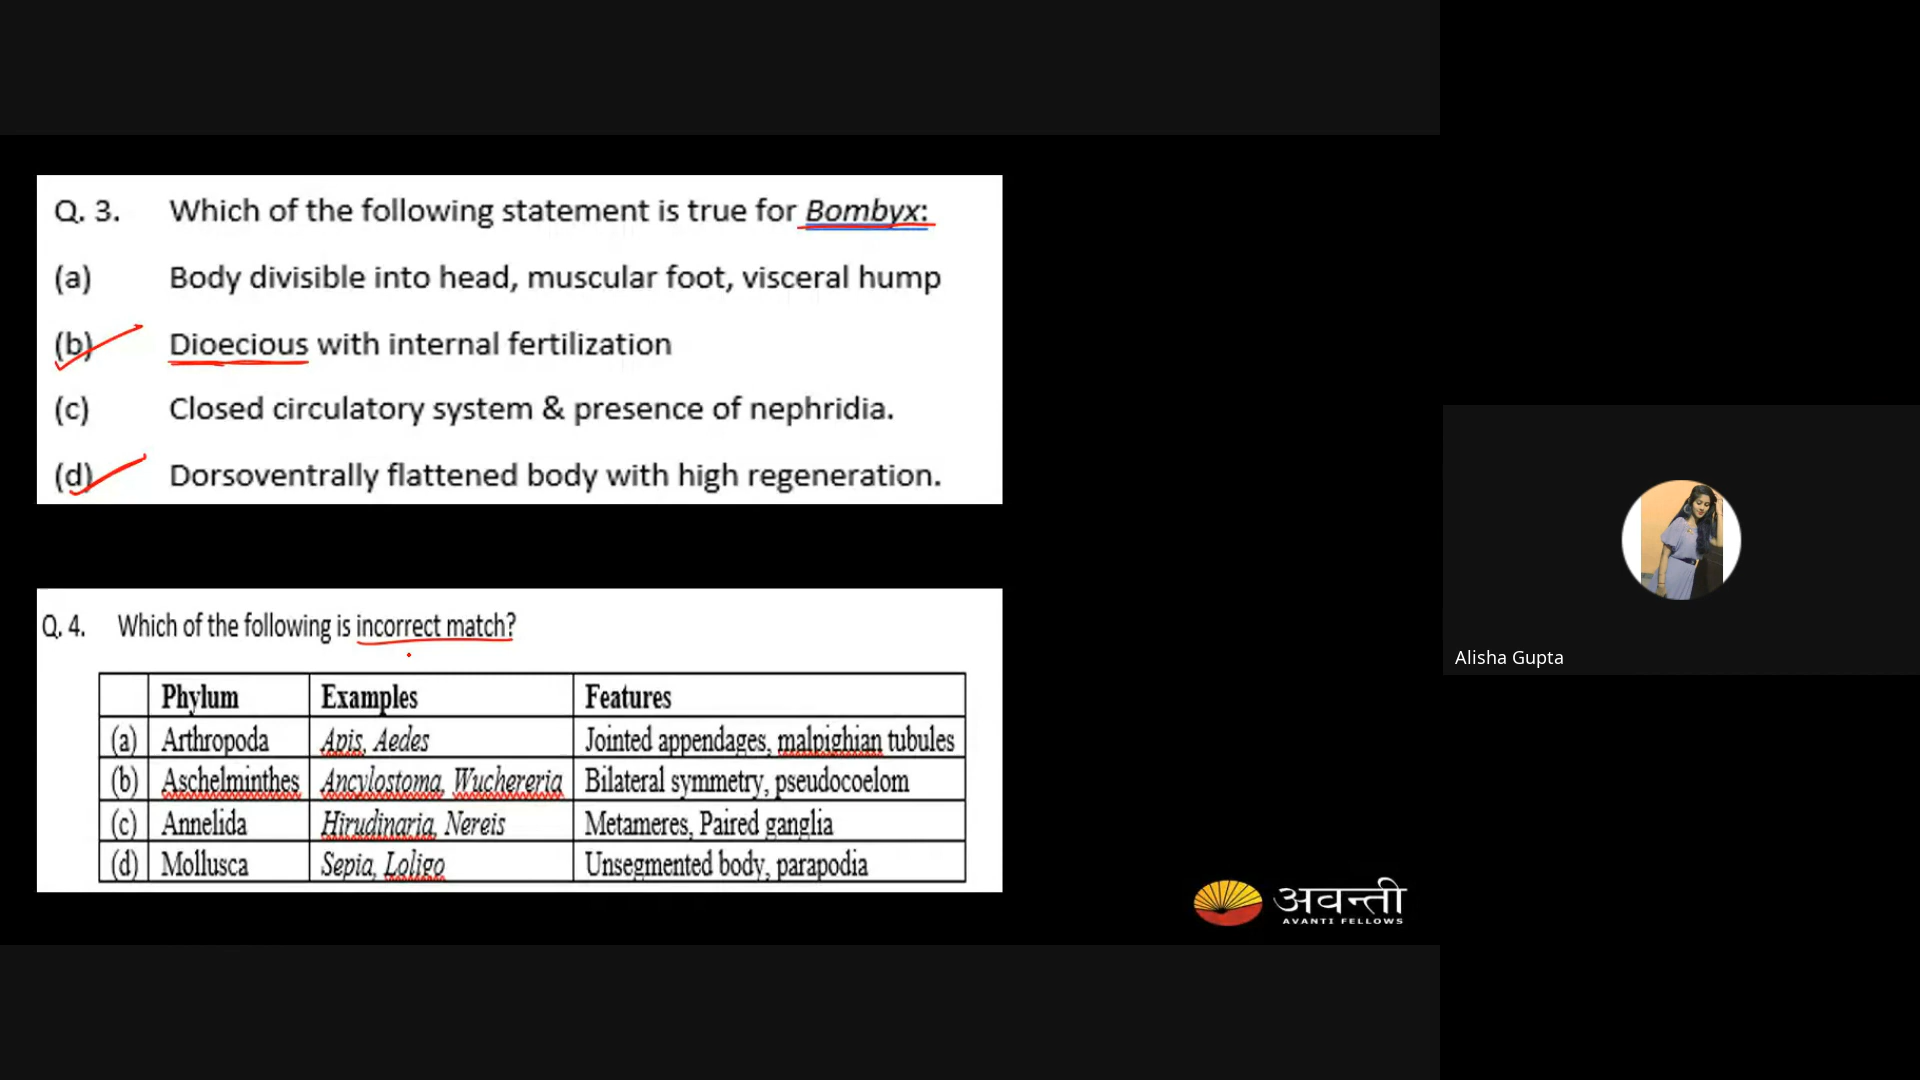 Q. 3. Which of the following statement is true for Bombyx:
(a) Body divisible into head, muscular foot, visceral hump
(b) Dioecious with internal fertilization
(c) Closed circulatory system & presence of nephridia.
(d) Dorsoventrally flattened body with high regeneration.
Q. 4. Which of the following is incorrect match?
Phylum Examples Features
(a) Arthropoda Apis, Aedes Jointed appendages, malpighian tubules
(b) Aschelminthes Ancylostoma, Wuchereria Bilateral symmetry, pseudocoelom
(c) Annelida Hirudinaria, Nereis Metameres, Paired ganglia
(d) Mollusca Sepia, Loligo Unsegmented body, parapodia
Alisha Gupta
अवन्ती
AVANTI FELLOWS